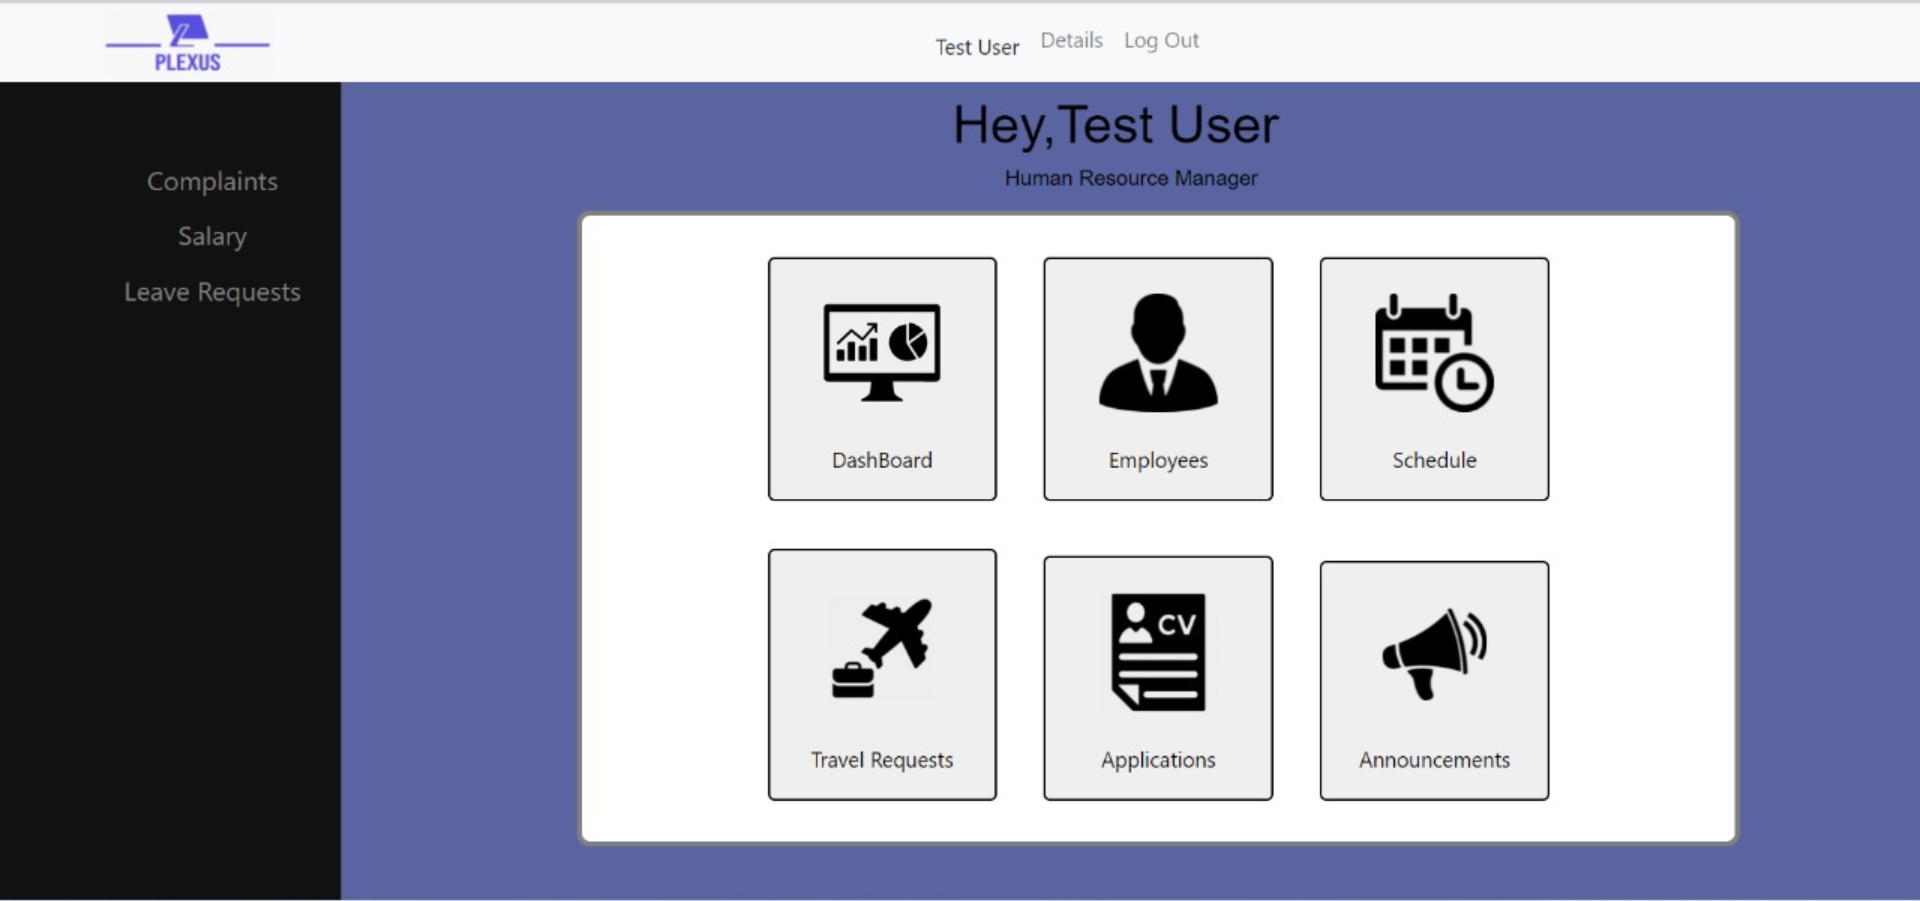 PLEXUS
Test User Details Log Out
Complaints
Salary
Leave Requests
Hey,Test User
Human Resource Manager
DashBoard
Employees
Schedule
CV
Travel Requests
Applications
Announcements